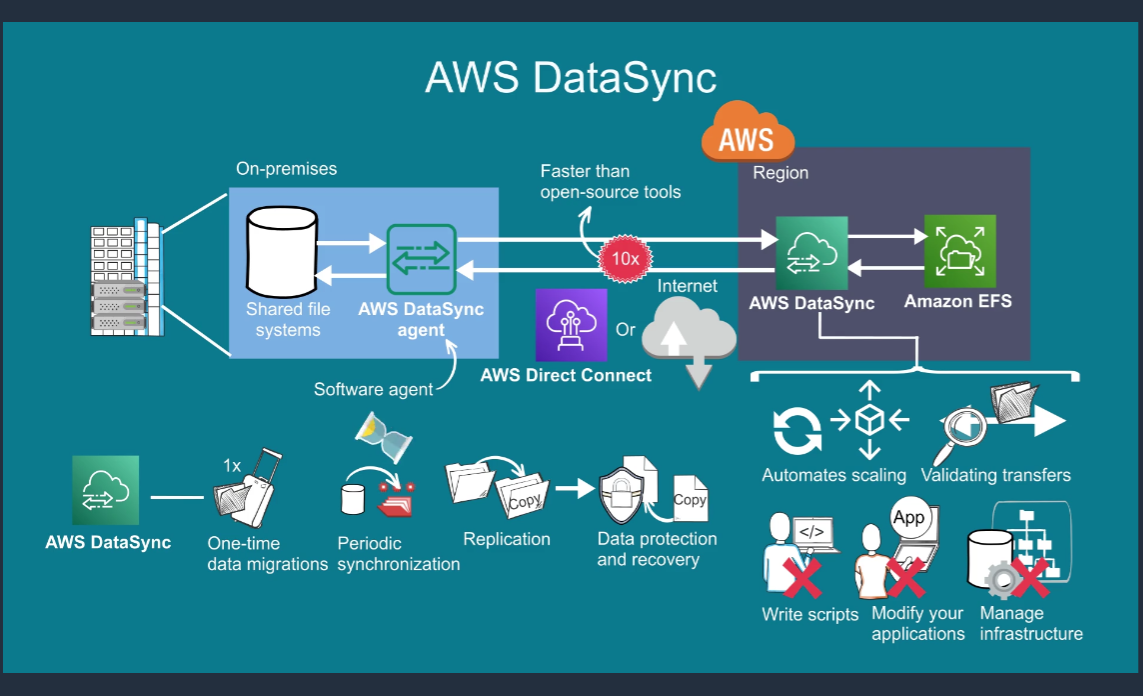 AWS DataSync
AWS
On-premises
Faster than
open-source tools
Region
10x
Internet
Shared file
systems
AWS DataSync
agent
AWS DataSync
Amazon EFS
Or
AWS Direct Connect
Software agent
1x
Copy
Copy
Automates scaling
Validating transfers
AWS DataSync
One-time
data migrations
Periodic
synchronization
Replication
Data protection
and recovery
</>
App
Write scripts
Modify your
applications
Manage
infrastructure